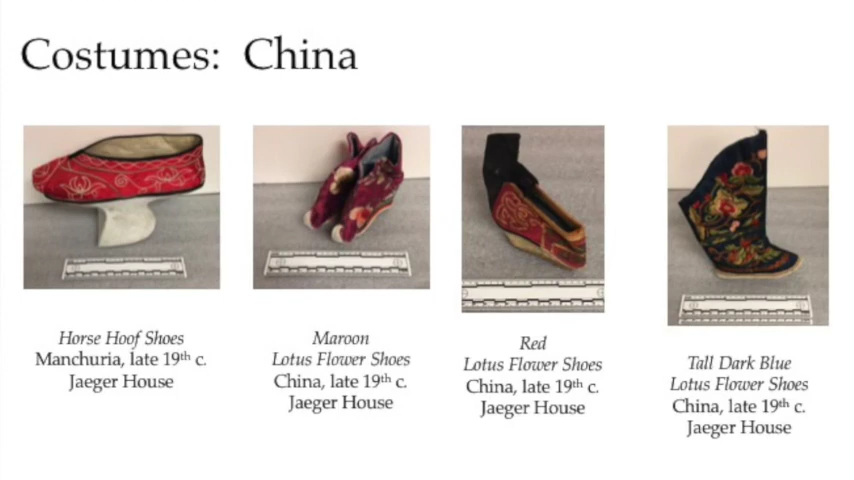 Costumes: China
Horse Hoof Shoes
Manchuria, late 19th c.
Jaeger House
Maroon
Lotus Flower Shoes
China, late 19th c.
Jaeger House
Red
Lotus Flower Shoes
China, late 19th c.
Jaeger House
Tall Dark Blue
Lotus Flower Shoes
China, late 19th c.
Jaeger House